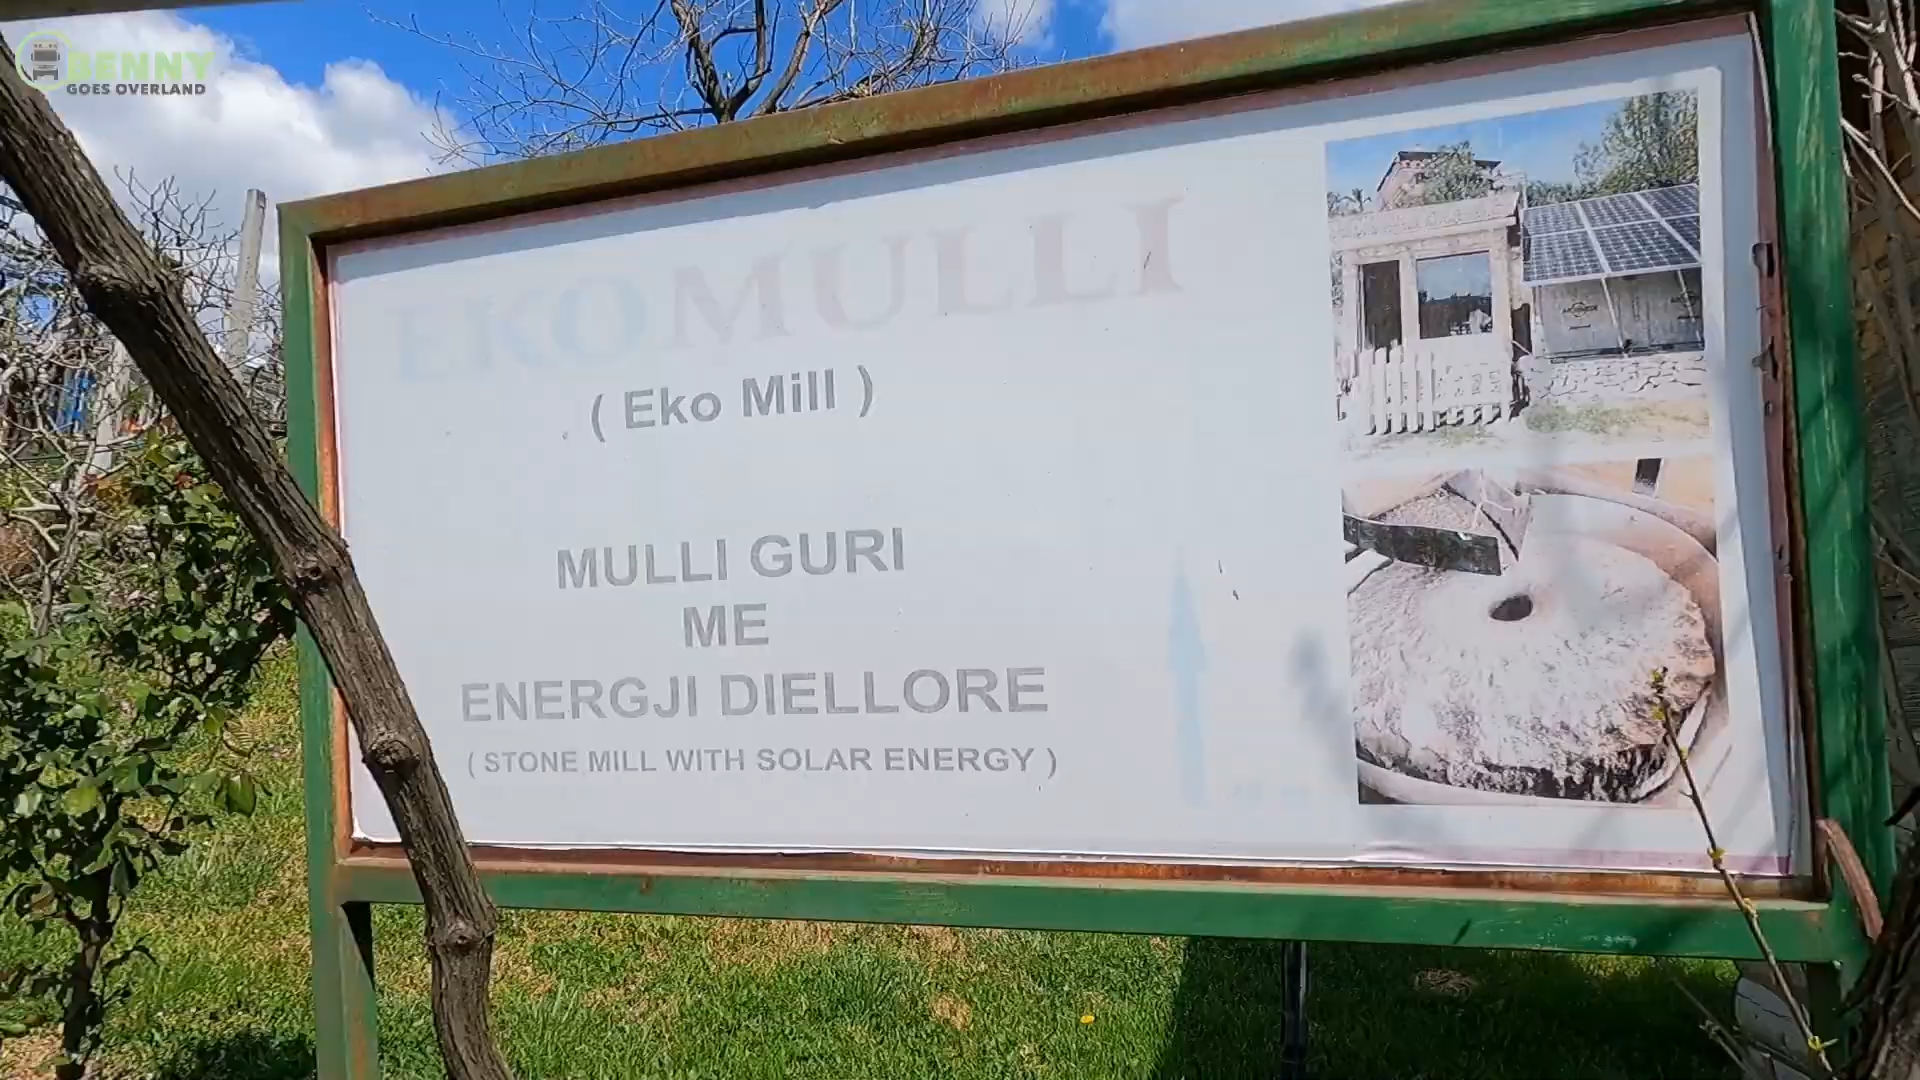 BENNY
GOES OVERLAND
EKOMULLI
( Eko Mill )
MULLI GURI
ME
ENERGJI DIELLORE
( STONE MILL WITH SOLAR ENERGY )